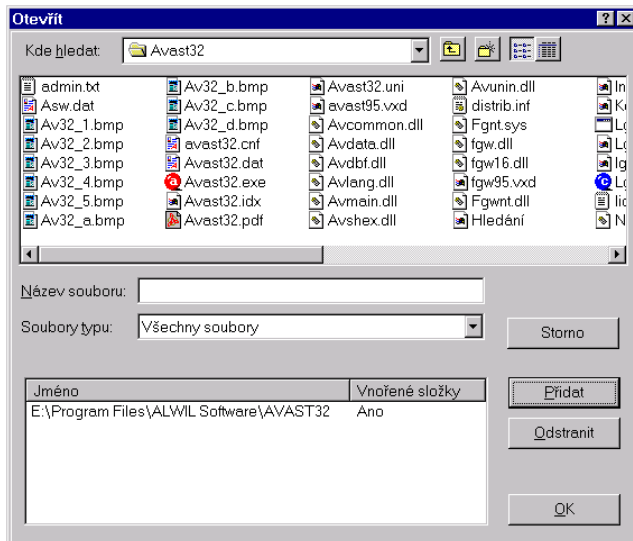 Otevřít
Kde hledat: Avast32
admin.txt Av32_b.bmp Avast32.uni Avunin.dll In
Asw.dat Av32_c.bmp avast95.vxd distrib.inf
Av32_1.bmp Av32_d.bmp Avcommon.dll Fgnt.sys
Av32_2.bmp avast32.cnf Avdata.dll fgw.dll
Av32_3.bmp Avast32.dat Avdbf.dll fgw16.dll
Av32_4.bmp Avast32.exe Avlang.dll fgw95.vxd
Av32_5.bmp Avast32.idx Avmain.dll Fgwnt.dll
Av32_a.bmp Avast32.pdf Avshex.dll Hledání N
Název souboru:
Soubory typu: Všechny soubory
Storno
Jméno Vnořené složky
Přidat
E:\Program Files\ALWIL Software\AVAST32 Ano
Odstranit
OK